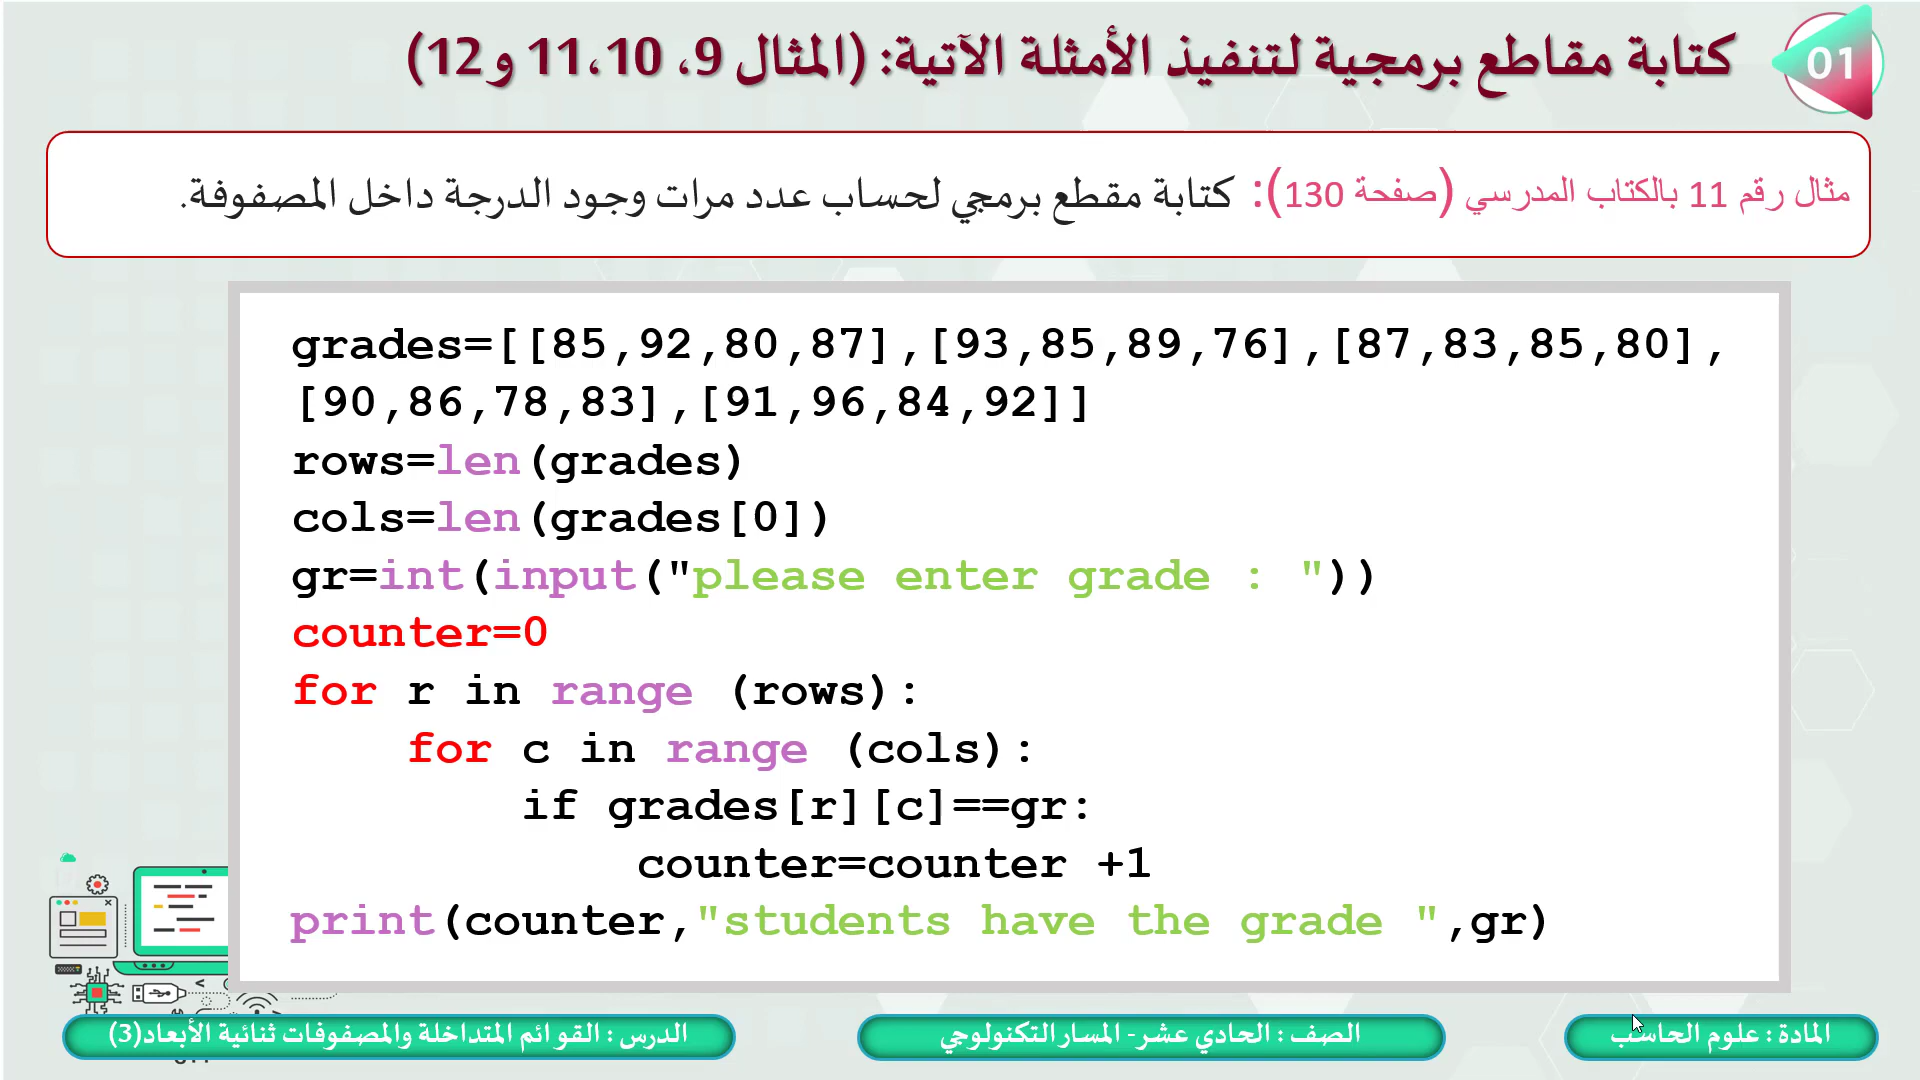 01
كتابة مقاطع برمجية لتنفيذ الأمثلة الآتية: (المثال 9، 11،10 و12)
مثال رقم 11 بالكتاب المدرسي (صفحة 130): كتابة مقطع برمجي لحساب عدد مرات وجود الدرجة داخل المصفوفة.
grades=[[85,92,80,87],[93,85,89,76],[87,83,85,80],
[90,86,78,83],[91,96,84,92]]
rows=len(grades)
cols=len(grades[0])
gr=int(input("please enter grade : "))
counter=0
for r in range (rows):
    for c in range (cols):
        if grades[r][c]==gr:
            counter=counter +1
print(counter,"students have the grade ",gr)
المادة : علوم الحاسب
الصف : الحادي عشر- المسار التكنولوجي
الدرس : القوائم المتداخلة والمصفوفات ثنائية الأبعاد(3)